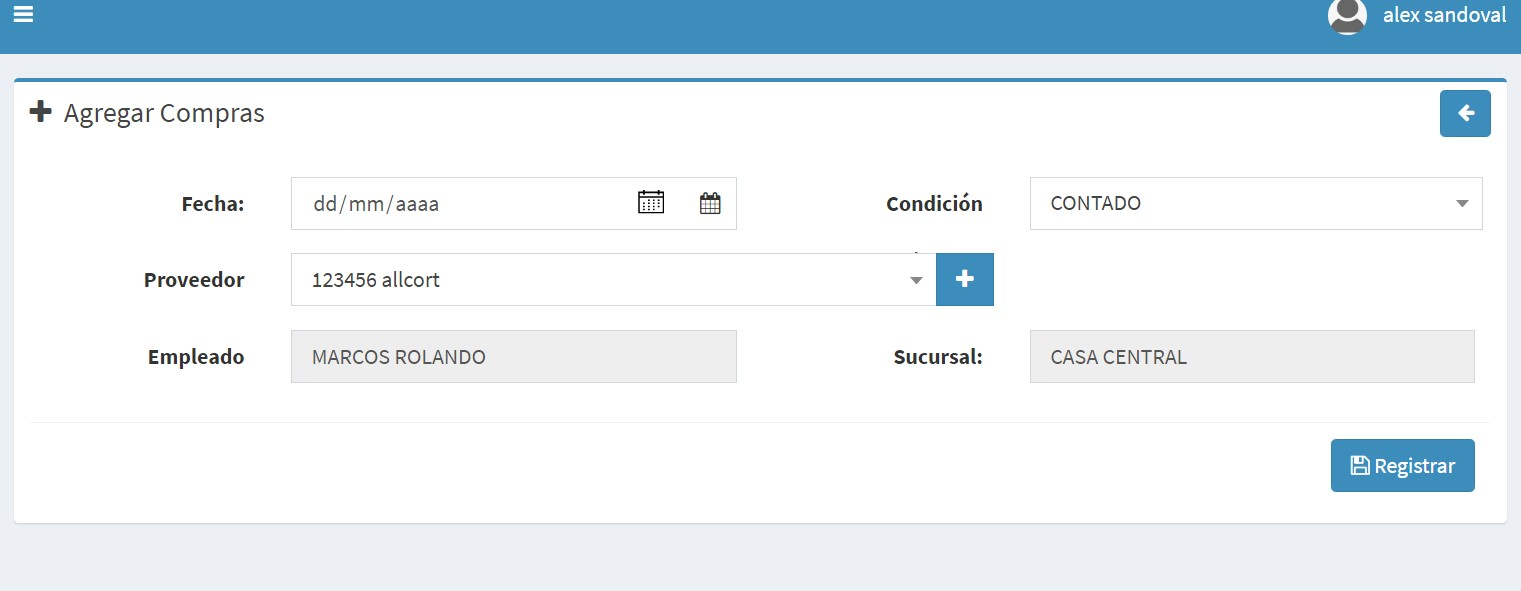 alex sandoval
Agregar Compras
Fecha: dd/mm/aaaa Condición CONTADO
Proveedor 123456 allcort
Empleado MARCOS ROLANDO Sucursal: CASA CENTRAL
Registrar